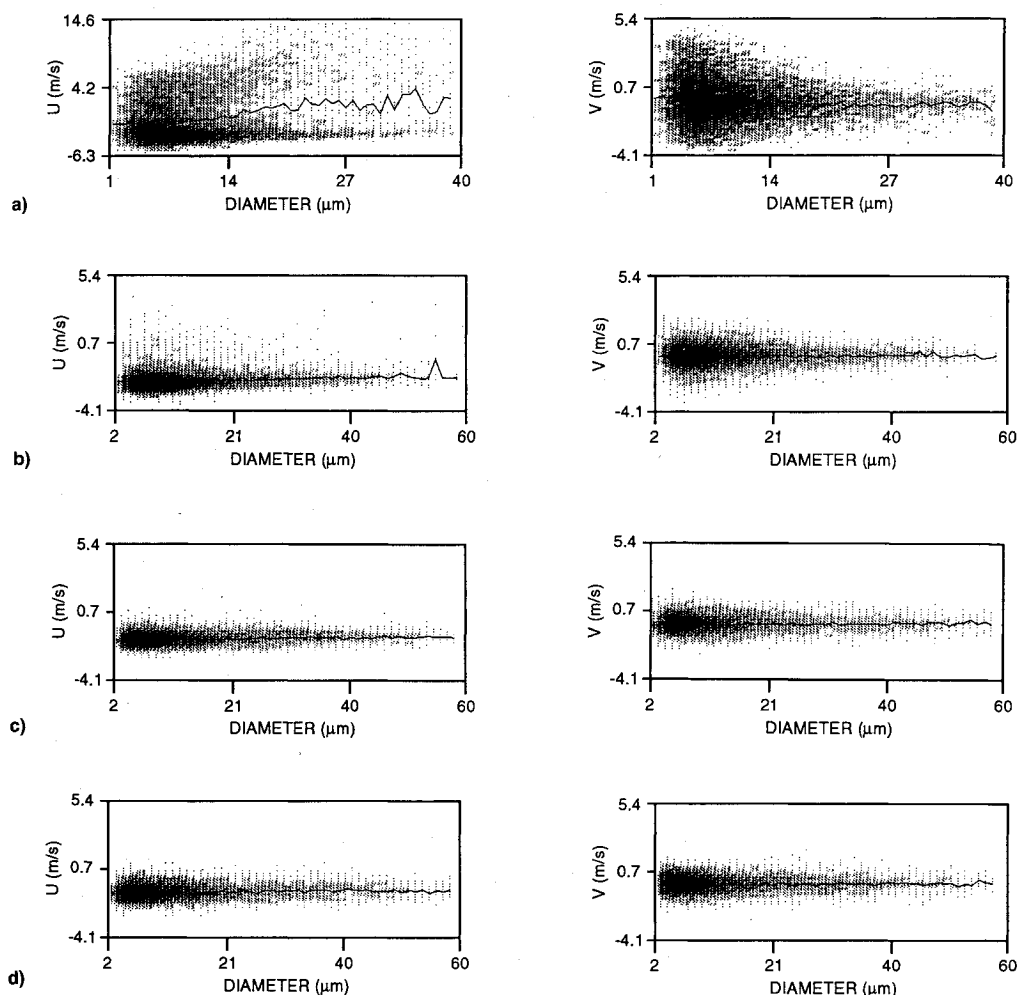 14.6
4.2
-6.3
U (m/s)
1 14 27 40
DIAMETER (µm)
5.4
0.7
-4.1
V (m/s)
1 14 27 40
DIAMETER (µm)
a)
5.4
0.7
-4.1
U (m/s)
2 21 40 60
DIAMETER (µm)
5.4
0.7
-4.1
V (m/s)
2 21 40 60
DIAMETER (µm)
b)
5.4
0.7
-4.1
U (m/s)
2 21 40 60
DIAMETER (µm)
5.4
0.7
-4.1
V (m/s)
2 21 40 60
DIAMETER (µm)
c)
5.4
0.7
-4.1
U (m/s)
2 21 40 60
DIAMETER (µm)
5.4
0.7
-4.1
V (m/s)
2 21 40 60
DIAMETER (µm)
d)